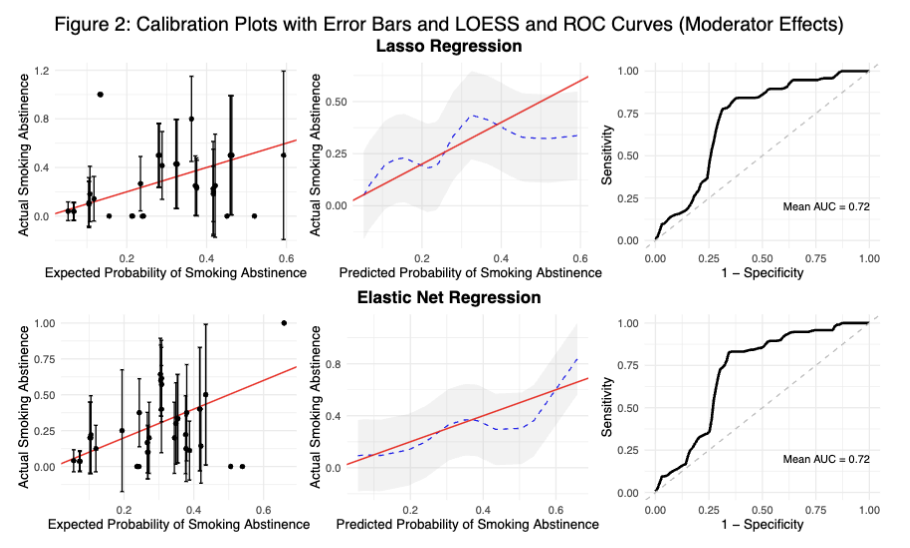 Figure 2: Calibration Plots with Error Bars and LOESS and ROC Curves (Moderator Effects)
Lasso Regression
Actual Smoking Abstinence
1.2
0.8
0.4
0.0
0.2
0.4
0.6
Expected Probability of Smoking Abstinence
Actual Smoking Abstinence
0.50
0.25
0.00
0.2
0.4
0.6
Predicted Probability of Smoking Abstinence
Sensitivity
1.00
0.75
0.50
0.25
0.00
Mean AUC = 0.72
0.00
0.25
0.50
0.75
1.00
1 − Specificity
Elastic Net Regression
Actual Smoking Abstinence
1.00
0.75
0.50
0.25
0.00
0.2
0.4
0.6
Expected Probability of Smoking Abstinence
Actual Smoking Abstinence
0.8
0.4
0.0
0.2
0.4
0.6
Predicted Probability of Smoking Abstinence
Sensitivity
1.00
0.75
0.50
0.25
0.00
Mean AUC = 0.72
0.00
0.25
0.50
0.75
1.00
1 − Specificity